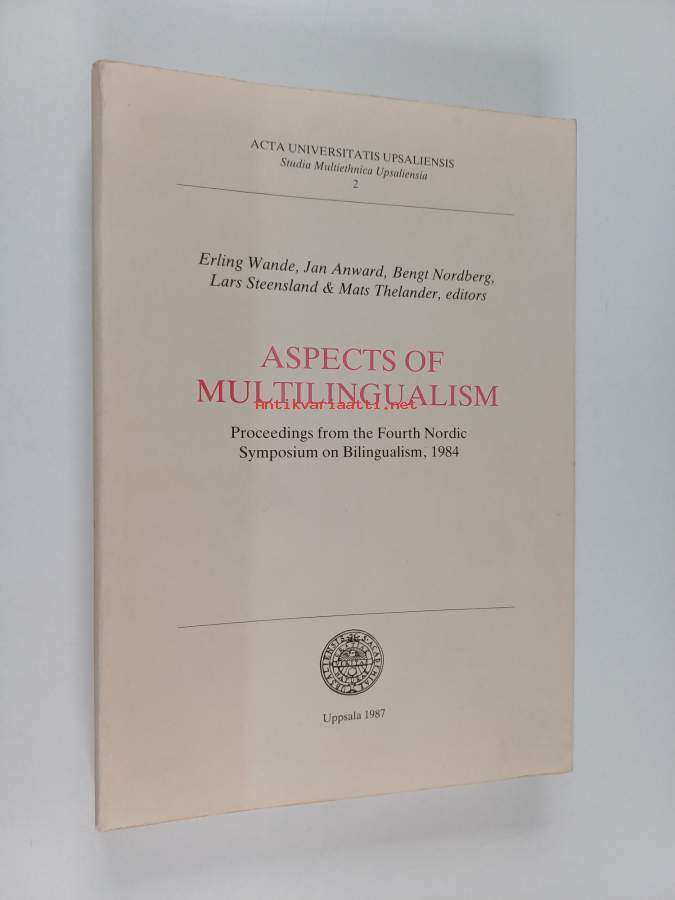 ACTA UNIVERSITATIS UPSALIENSIS
Studia Multiethnica Upsaliensia
2
Erling Wande, Jan Anward, Bengt Nordberg,
Lars Steensland & Mats Thelander, editors
ASPECTS OF
MULTILINGUALISM
Antikvariaatti.net
Proceedings from the Fourth Nordic
Symposium on Bilingualism, 1984
Uppsala 1987